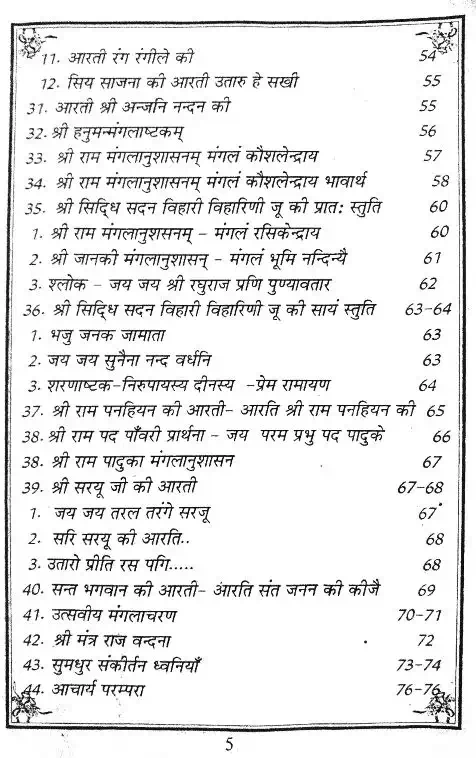 11. आरती रंग रंगीले की 54
12. सिय साजना की आरती उतारु हे सखी 55
31. आरती श्री अन्जनि नन्दन की 55
32. श्री हनुमन्मंगलाष्टकम् 56
33. श्री राम मंगलानुशासनम् मंगलं कौशलेन्द्राय 57
34. श्री राम मंगलानुशासनम् मंगलं कौशलेन्द्राय भावार्थ 58
35. श्री सिद्धि सदन विहारी विहारिणी जू की प्रातः स्तुति 60
1. श्री राम मंगलानुशसनम् - मंगलं रसिकेन्द्राय 60
2. श्री जानकी मंगलानुशासन् - मंगलं भूमि नन्दिन्यै 61
3. श्लोक - जय जय श्री रघुराज प्रणि पुण्यावतार 62
36. श्री सिद्धि सदन विहारी विहारिणी जू की सायं स्तुति 63-64
1. भजु जनक जामाता 63
2. जय जय सुनैना नन्द वर्धनि 63
3. शरणाष्टक-निरुपायस्य दीनस्य -प्रेम रामायण 64
37. श्री राम पनहियन की आरती- आरति श्री राम पनहियन की 65
38. श्री राम पद पाँवरी प्रार्थना - जय परम प्रभु पद पादुके 66
38. श्री राम पादुका मंगलानुशासन 67
39. श्री सरयू जी की आरती 67-68
1. जय जय तरल तरंगे सरजू 67
2. सरि सरयू की आरति.. 68
3. उतारो प्रीति रस पगि..... 68
40. सन्त भगवान की आरती- आरति संत जनन की कीजै 69
41. उत्सवीय मंगलाचरण 70-71
42. श्री मंत्र राज वन्दना 72
43. सुमधुर संकीर्तन ध्वनियाँ 73-74
44. आचार्य परम्परा 76-76
5